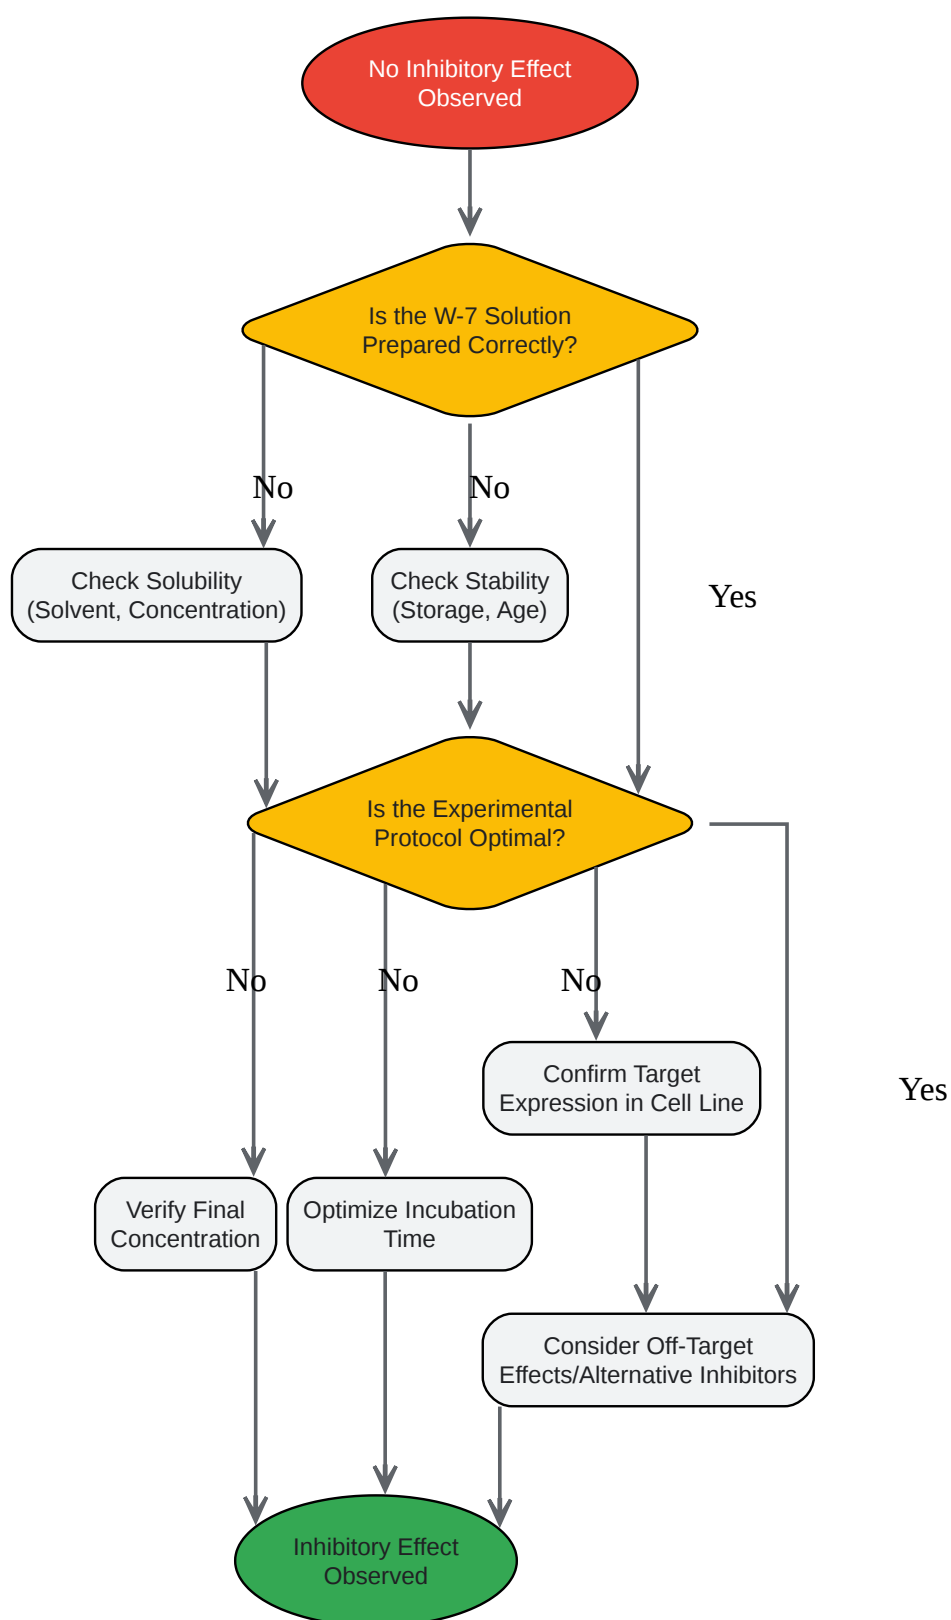 No Inhibitory Effect
Observed
Is the W-7 Solution
Prepared Correctly?
No
No
Check Solubility
(Solvent, Concentration)
Check Stability
(Storage, Age)
Yes
Is the Experimental
Protocol Optimal?
No
No
No
Confirm Target
Expression in Cell Line
Yes
Verify Final
Concentration
Optimize Incubation
Time
Consider Off-Target
Effects/Alternative Inhibitors
Inhibitory Effect
Observed